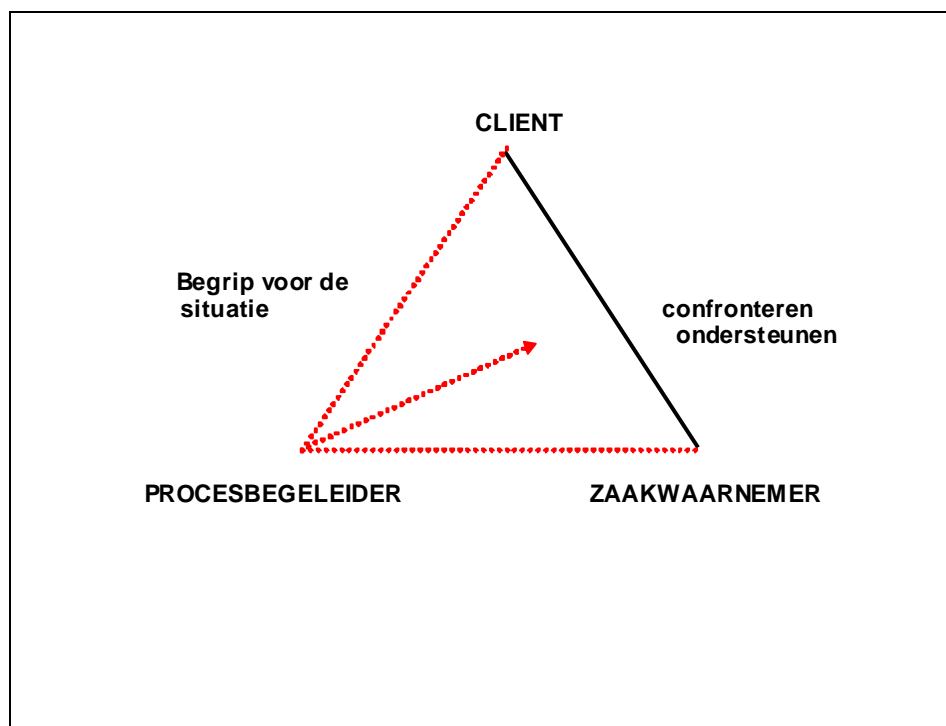 CLIENT
Begrip voor de
situatie
confronteren
ondersteunen
PROCESBEGELEIDER
ZAAKWAARNEMER